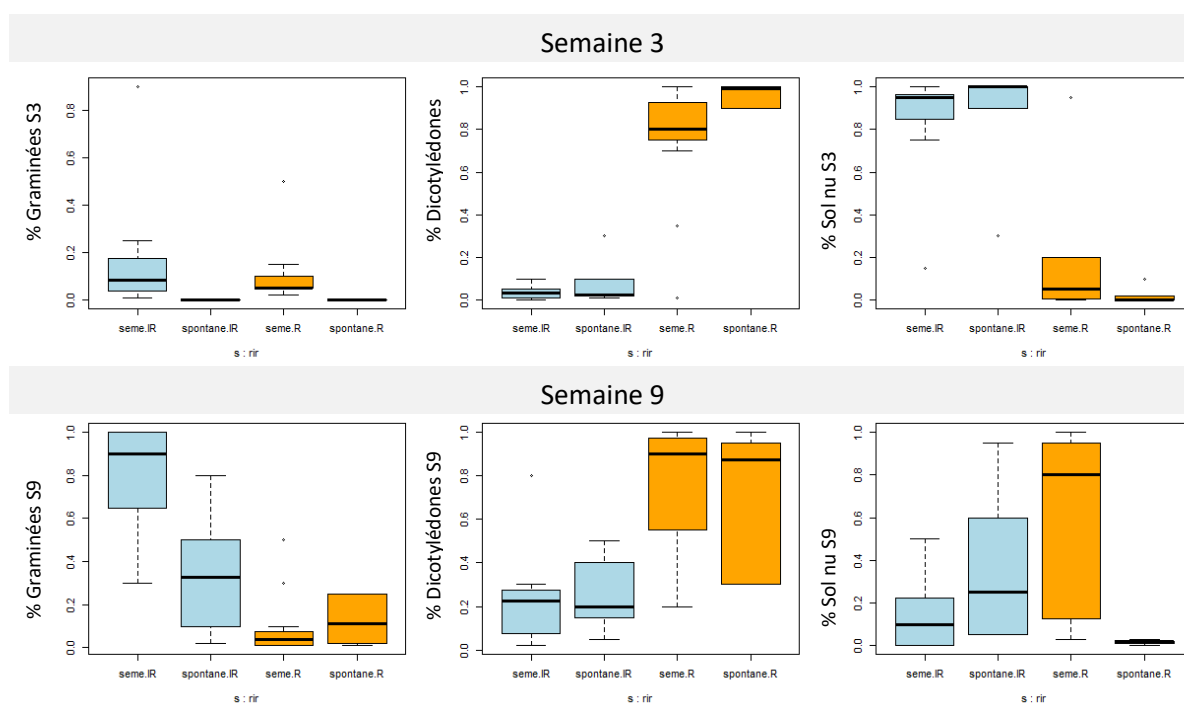 Semaine 3
% Graminées S3
0.0 0.2 0.4 0.6 0.8
seme.IR spontane.IR seme.R spontane.R
s : rir
% Dicotylédones
0.0 0.2 0.4 0.6 0.8 1.0
seme.IR spontane.IR seme.R spontane.R
s : rir
% Sol nu S3
0.0 0.2 0.4 0.6 0.8 1.0
seme.IR spontane.IR seme.R spontane.R
s : rir
Semaine 9
% Graminées S9
0.0 0.2 0.4 0.6 0.8 1.0
seme.IR spontane.IR seme.R spontane.R
s : rir
% Dicotylédones S9
0.0 0.2 0.4 0.6 0.8 1.0
seme.IR spontane.IR seme.R spontane.R
s : rir
% Sol nu S9
0.0 0.2 0.4 0.6 0.8 1.0
seme.IR spontane.IR seme.R spontane.R
s : rir